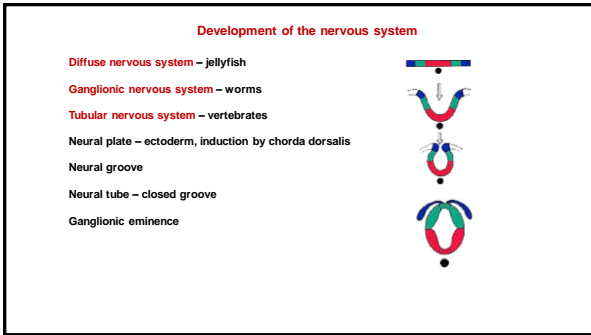 Development of the nervous system
Diffuse nervous system – jellyfish
Ganglionic nervous system – worms
Tubular nervous system – vertebrates
Neural plate – ectoderm, induction by chorda dorsalis
Neural groove
Neural tube – closed groove
Ganglionic eminence